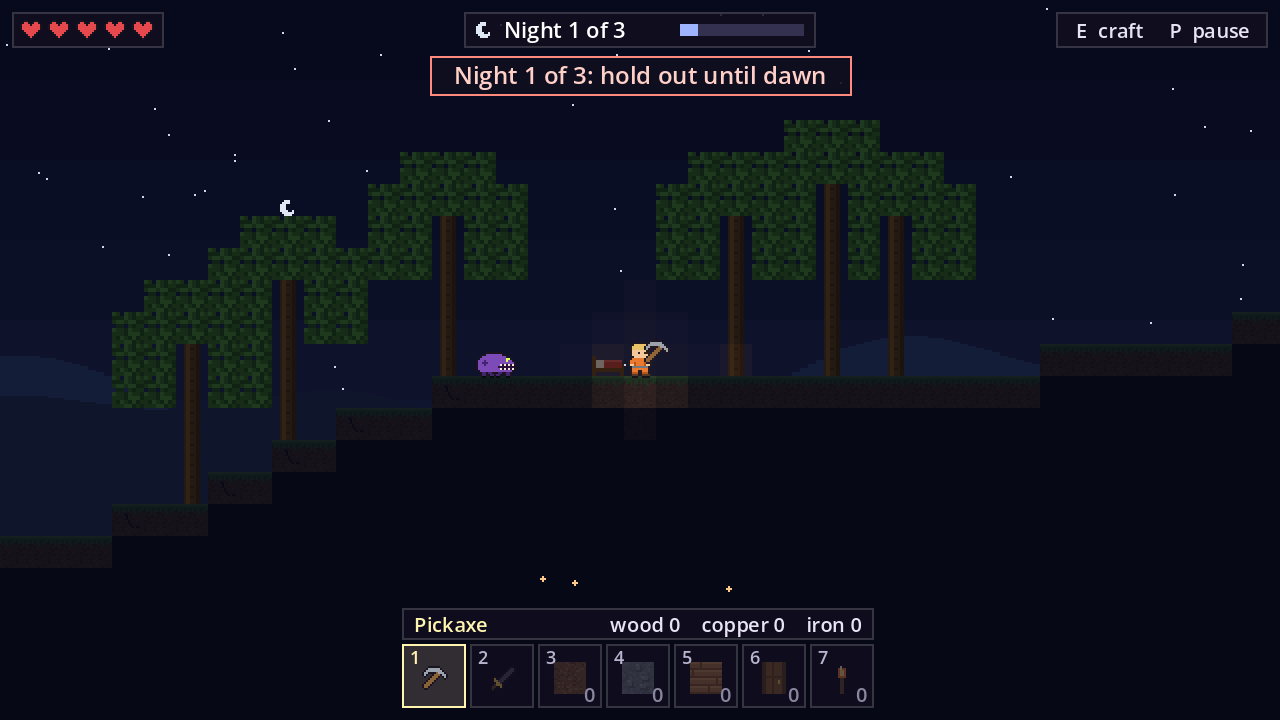 Night 1 of 3
E craft P pause
Night 1 of 3: hold out until dawn
Pickaxe wood 0 copper 0 iron 0
1 2 3 4 5 6 7
0 0 0 0 0